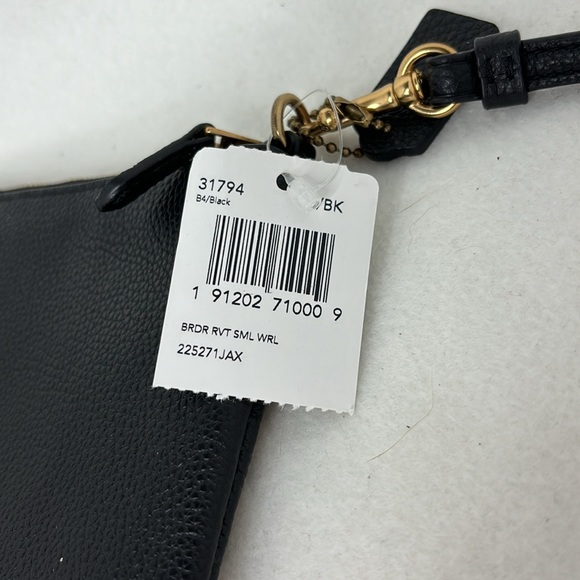 31794 /BK
B4/Black
1 91202 71000 9
BRDR RVT SML WRL
225271JAX